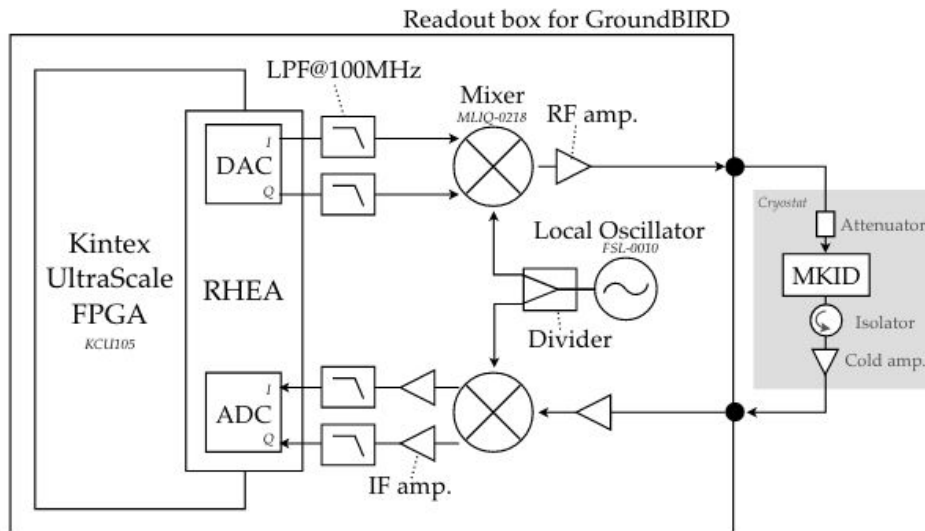 Readout box for GroundBIRD
LPF@100MHz
Mixer
MLIQ-0218
RF amp.
I
DAC
Q
Cryostat
Attenuator
Kintex
UltraScale
FPGA
KCU105
RHEA
Local Oscillator
FSL-0010
MKID
Divider
Isolator
Cold amp.
I
ADC
Q
IF amp.